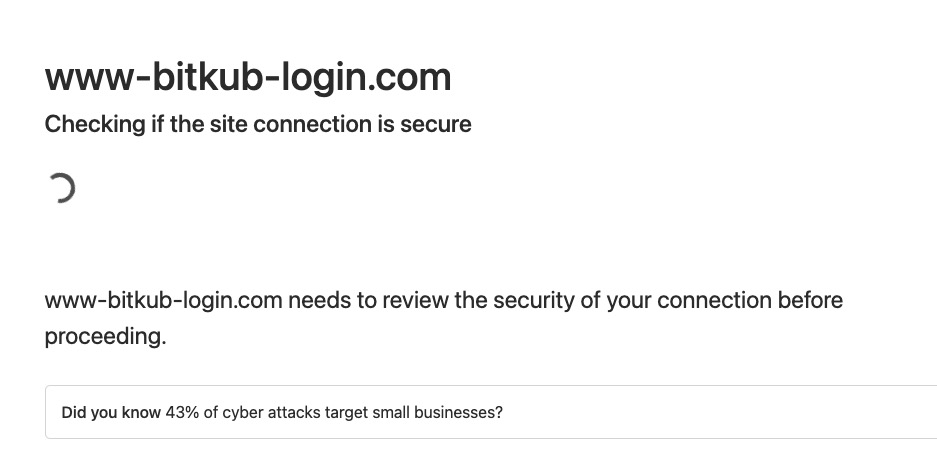 www-bitkub-login.com
Checking if the site connection is secure
www-bitkub-login.com needs to review the security of your connection before
proceeding.
Did you know 43% of cyber attacks target small businesses?